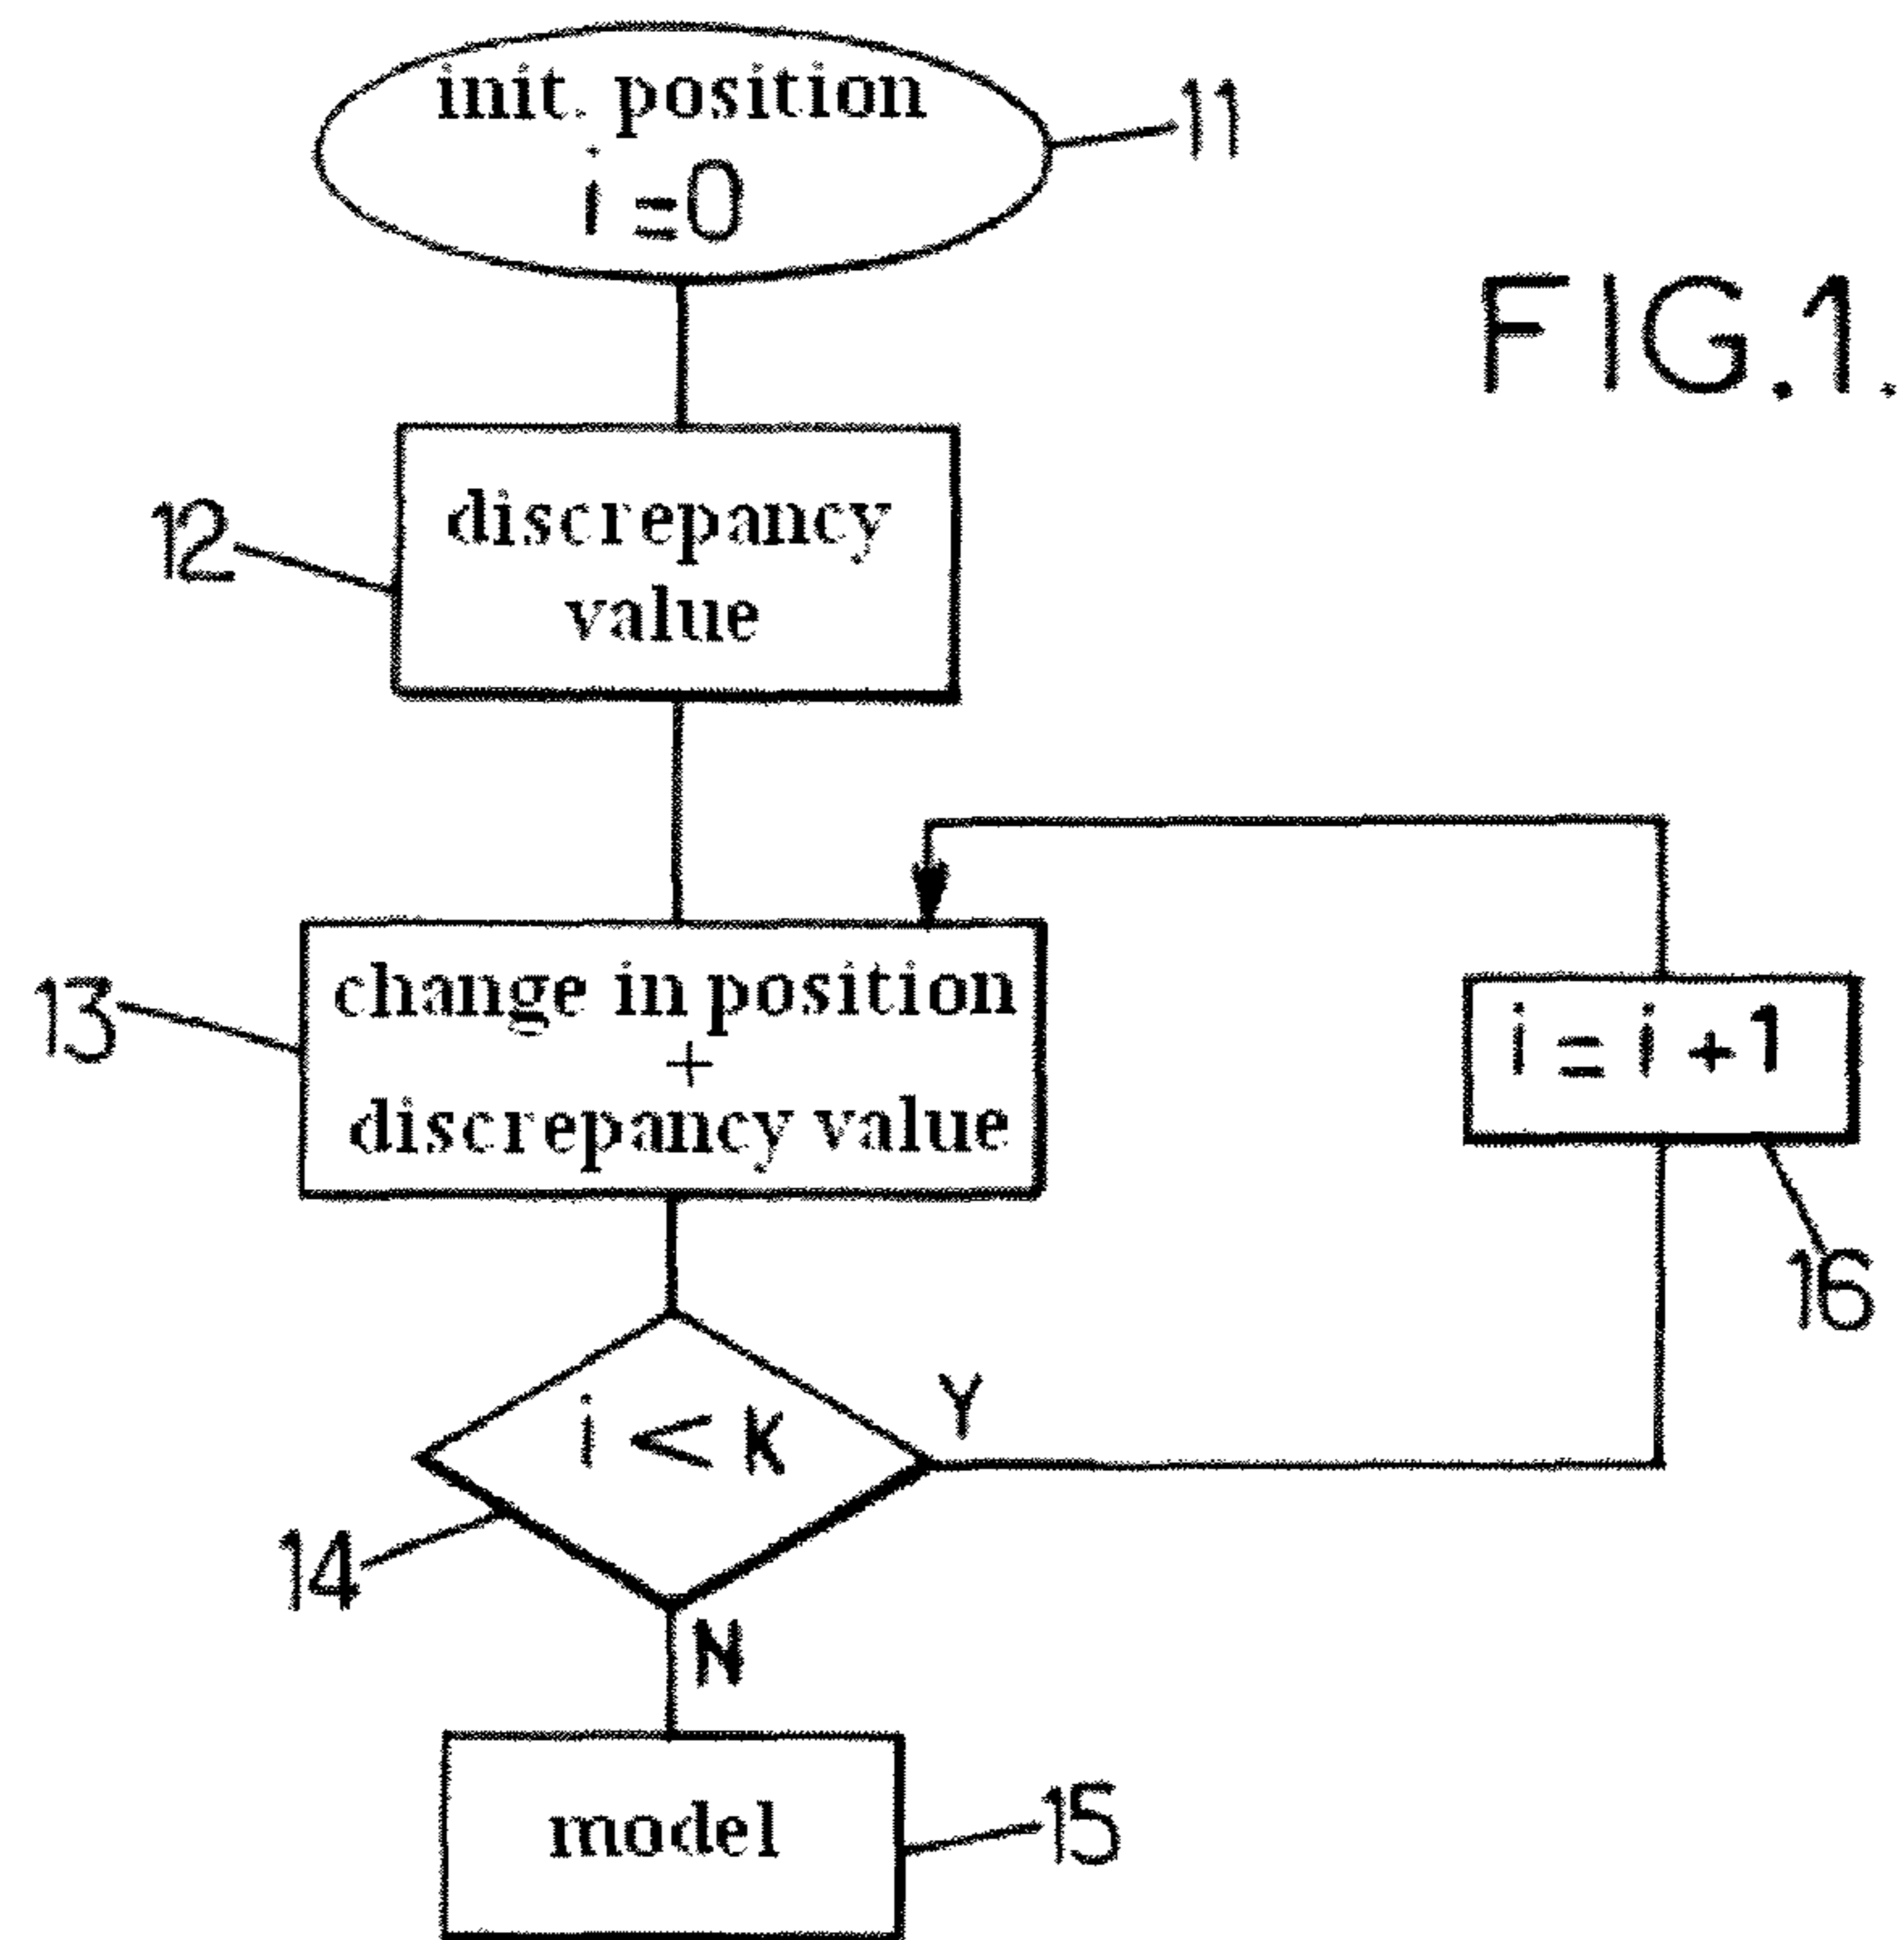 init. position
i = 0
11
FIG.1.
discrepancy
value
12
change in position
+
discrepancy value
13
i = i + 1
16
i < k
Y
14
N
model
15